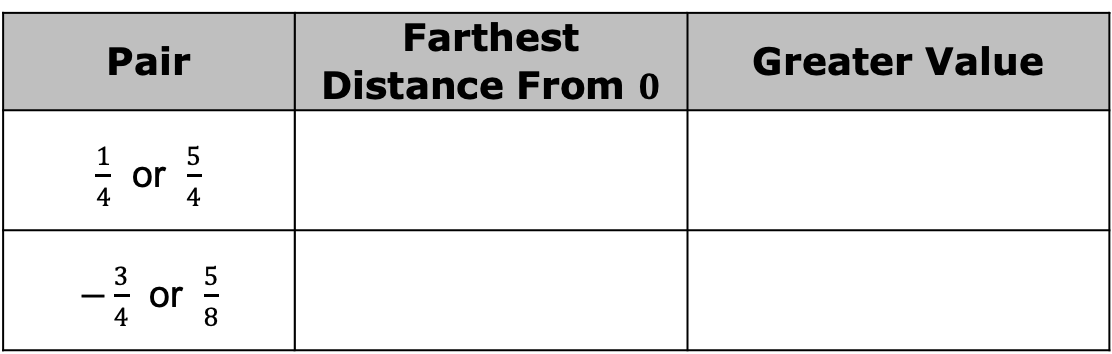 Pair
Farthest
Distance From 0
Greater Value
1/4 or 5/4
−3/4 or 5/8